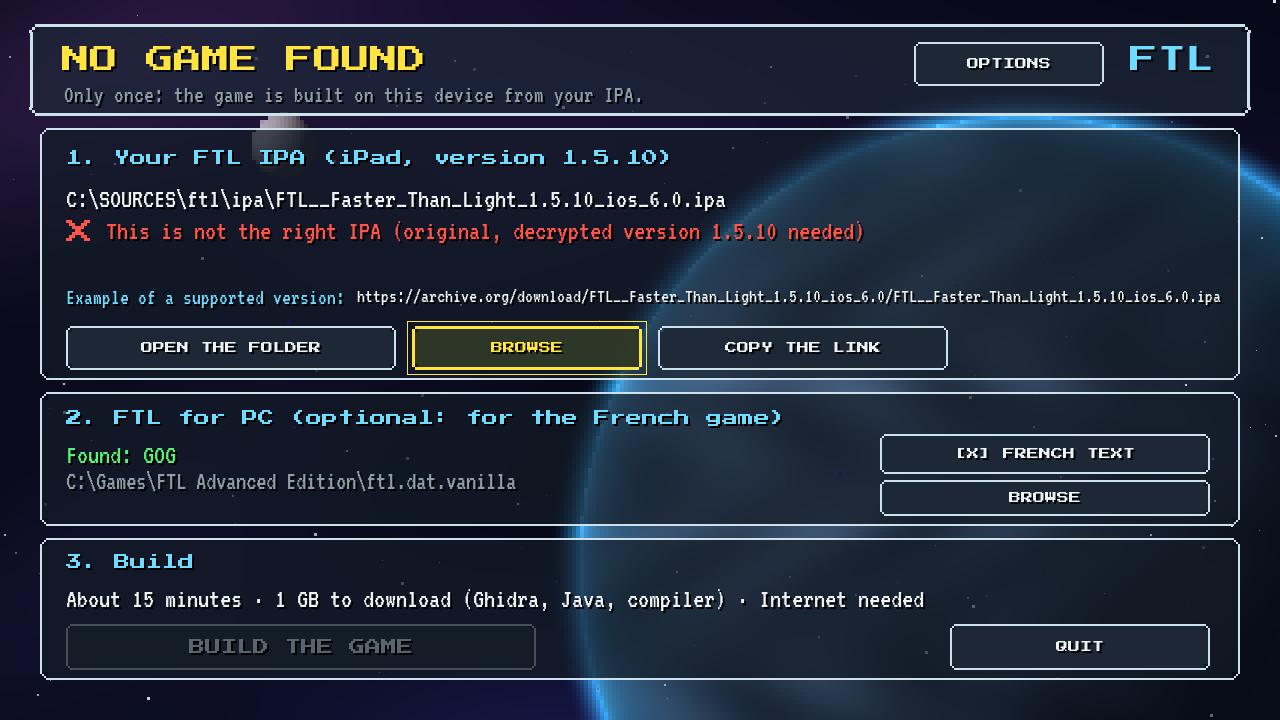 NO GAME FOUND
OPTIONS
FTL
Only once: the game is built on this device from your IPA.
1. Your FTL IPA (iPad, version 1.5.10)
C:\SOURCES\ftl\ipa\FTL__Faster_Than_Light_1.5.10_ios_6.0.ipa
This is not the right IPA (original, decrypted version 1.5.10 needed)
Example of a supported version: https://archive.org/download/FTL__Faster_Than_Light_1.5.10_ios_6.0/FTL__Faster_Than_Light_1.5.10_ios_6.0.ipa
OPEN THE FOLDER
BROWSE
COPY THE LINK
2. FTL for PC (optional: for the French game)
Found: GOG
C:\Games\FTL Advanced Edition\ftl.dat.vanilla
[X] FRENCH TEXT
BROWSE
3. Build
About 15 minutes · 1 GB to download (Ghidra, Java, compiler) · Internet needed
BUILD THE GAME
QUIT